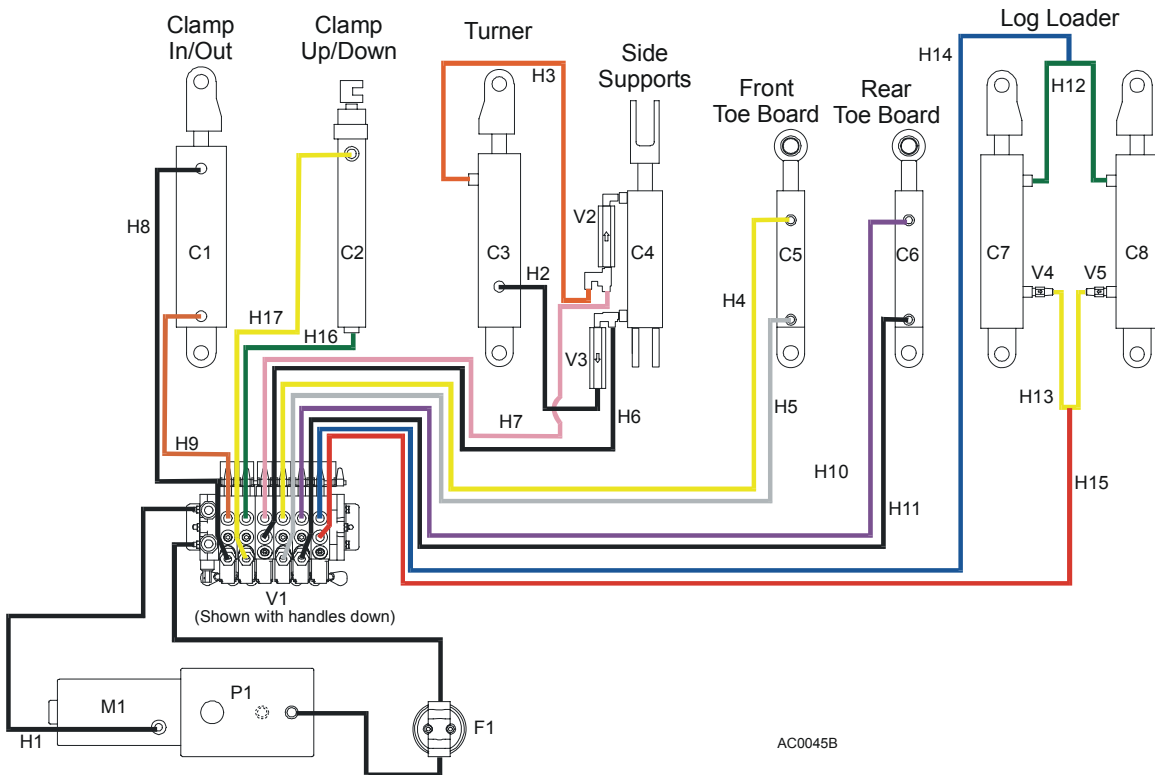 Clamp
In/Out
Clamp
Up/Down
Turner
Side
Supports
Front
Toe Board
Rear
Toe Board
Log Loader
H14
H3
H12
H8
C1
C2
C3
V2
C4
C5
C6
C7
C8
V4
V5
H2
H4
H17
H16
V3
H13
H7
H6
H5
H9
H10
H11
H15
V1
(Shown with handles down)
M1
P1
F1
H1
AC0045B